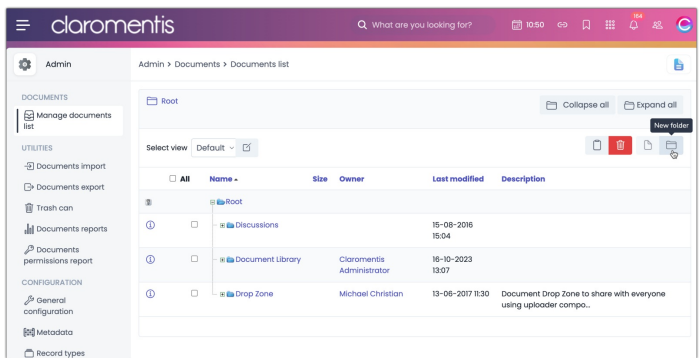 claromentis
What are you looking for?
10:50
164
Admin
Admin > Documents > Documents list
DOCUMENTS
Manage documents
list
UTILITIES
Documents import
Documents export
Trash can
Documents reports
Documents
permissions report
CONFIGURATION
General
configuration
Metadata
Record types
Root
Collapse all
Expand all
New folder
Select view Default
All Name Size Owner Last modified Description
Root
Discussions 15-08-2016
15:04
Document Library Claromentis 16-10-2023
Administrator 13:07
Drop Zone Michael Christian 13-06-2017 11:30 Document Drop Zone to share with everyone
using uploader compo...